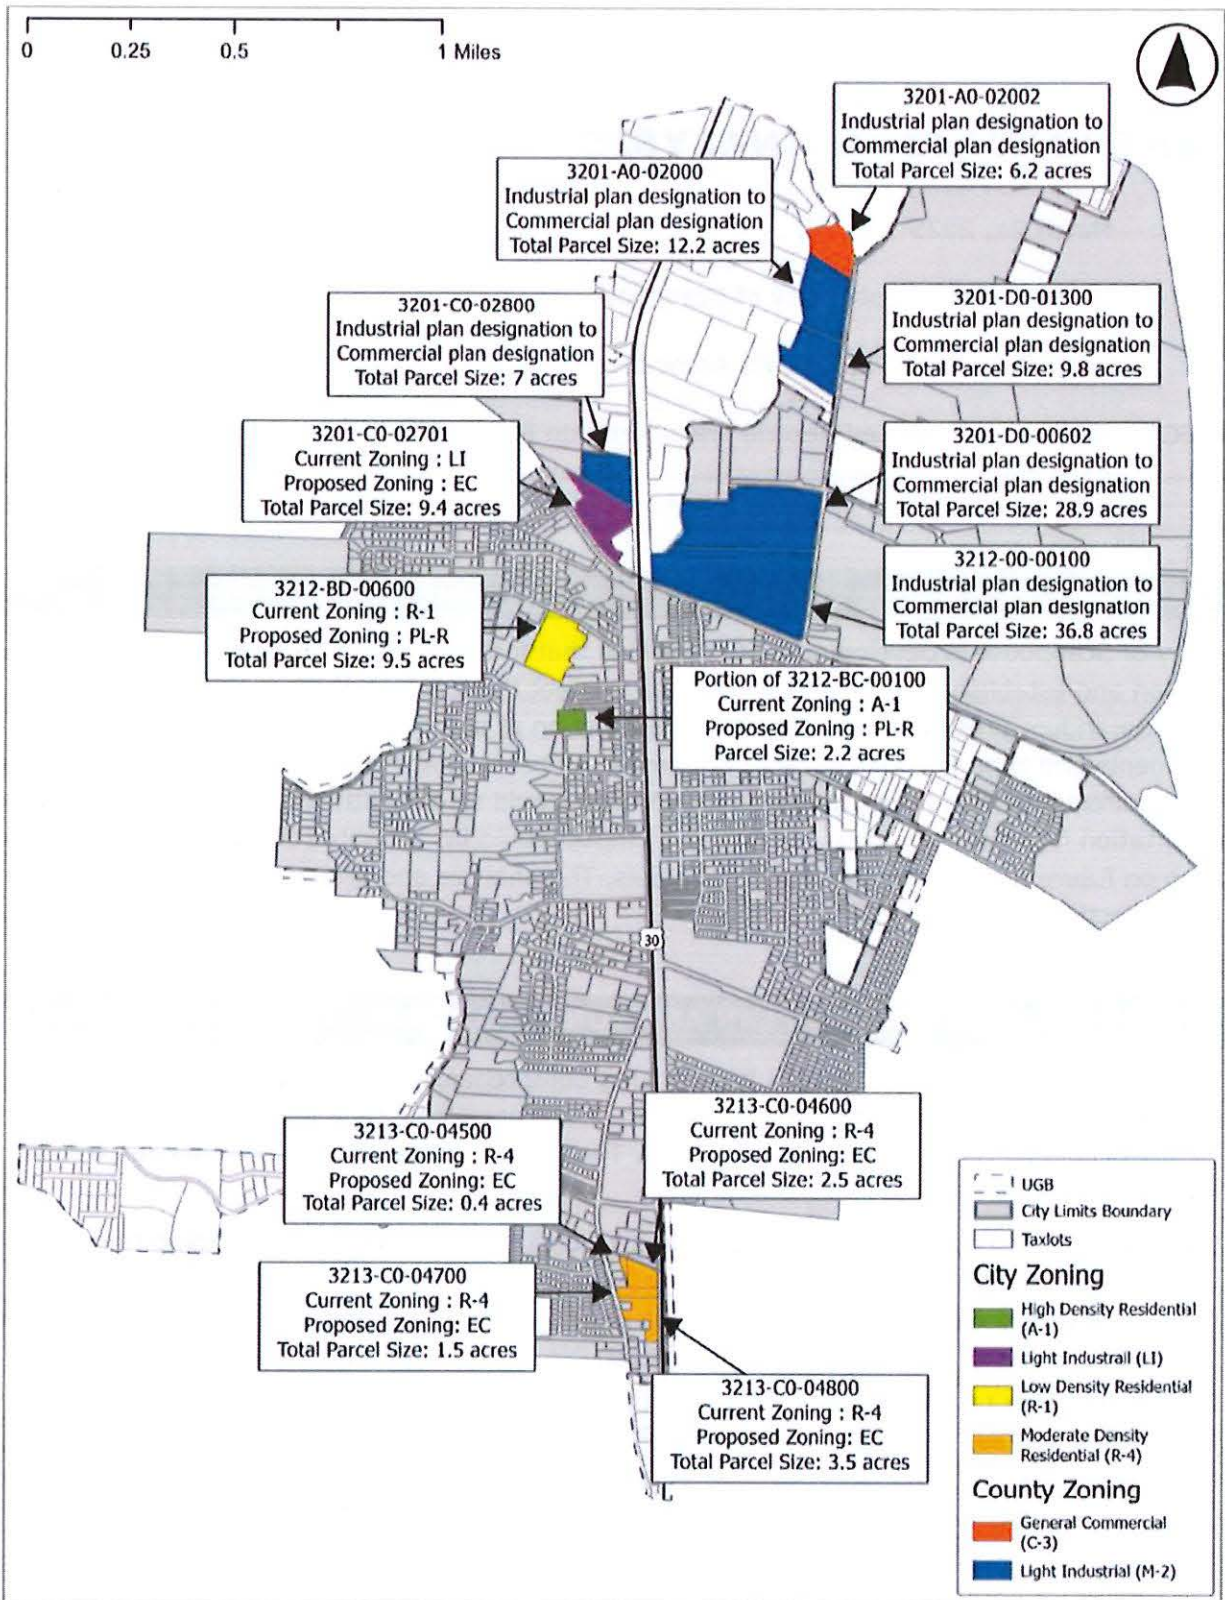 0 0.25 0.5 1 Miles
3201-A0-02002
Industrial plan designation to
Commercial plan designation
Total Parcel Size: 6.2 acres
3201-A0-02000
Industrial plan designation to
Commercial plan designation
Total Parcel Size: 12.2 acres
3201-D0-01300
Industrial plan designation to
Commercial plan designation
Total Parcel Size: 9.8 acres
3201-C0-02800
Industrial plan designation to
Commercial plan designation
Total Parcel Size: 7 acres
3201-C0-02701
Current Zoning : LI
Proposed Zoning : EC
Total Parcel Size: 9.4 acres
3201-D0-00602
Industrial plan designation to
Commercial plan designation
Total Parcel Size: 28.9 acres
3212-00-00100
Industrial plan designation to
Commercial plan designation
Total Parcel Size: 36.8 acres
3212-BD-00600
Current Zoning : R-1
Proposed Zoning : PL-R
Total Parcel Size: 9.5 acres
Portion of 3212-BC-00100
Current Zoning : A-1
Proposed Zoning : PL-R
Parcel Size: 2.2 acres
30
3213-C0-04600
Current Zoning : R-4
Proposed Zoning: EC
Total Parcel Size: 2.5 acres
3213-C0-04500
Current Zoning : R-4
Proposed Zoning: EC
Total Parcel Size: 0.4 acres
3213-C0-04700
Current Zoning : R-4
Proposed Zoning: EC
Total Parcel Size: 1.5 acres
3213-C0-04800
Current Zoning : R-4
Proposed Zoning: EC
Total Parcel Size: 3.5 acres
UGB
City Limits Boundary
Taxlots
City Zoning
High Density Residential
(A-1)
Light Industrail (LI)
Low Density Residential
(R-1)
Moderate Density
Residential (R-4)
County Zoning
General Commercial
(C-3)
Light Industrial (M-2)